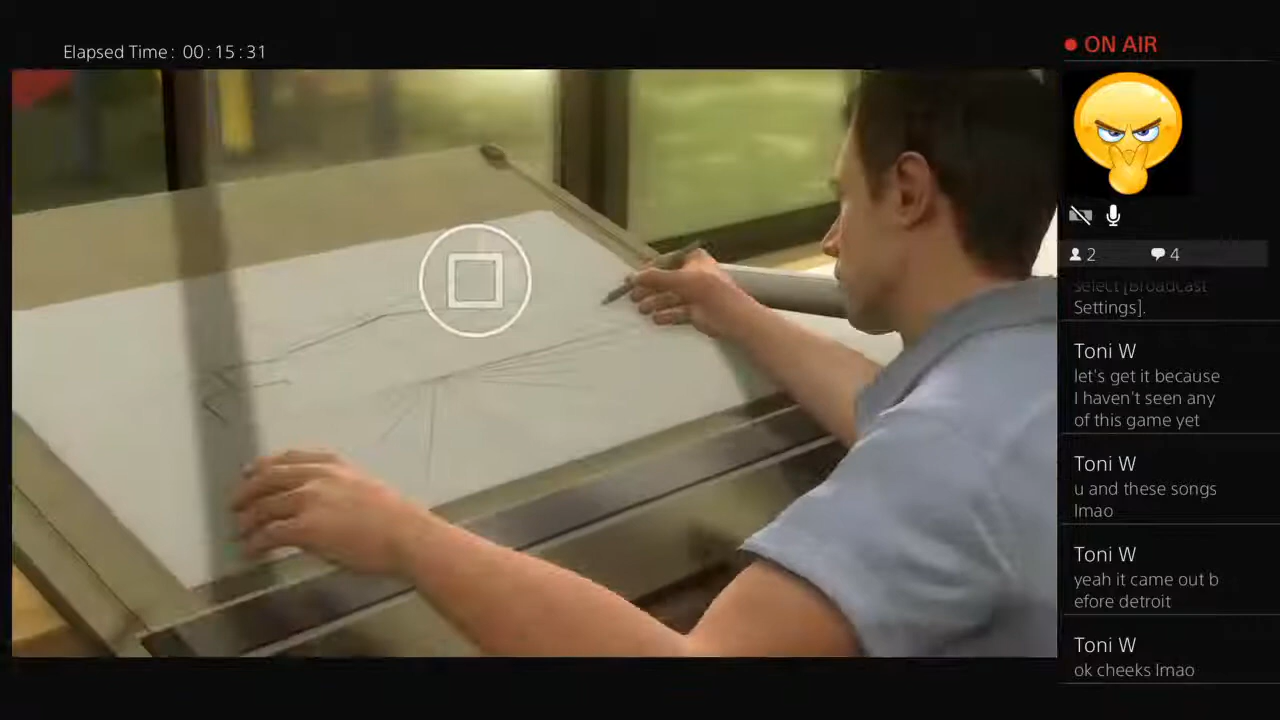 Elapsed Time: 00:15:31
ON AIR
2
4
select [Broadcast
Settings].
Toni W
let's get it because
I haven't seen any
of this game yet
Toni W
u and these songs
lmao
Toni W
yeah it came out b
efore detroit
Toni W
ok cheeks lmao